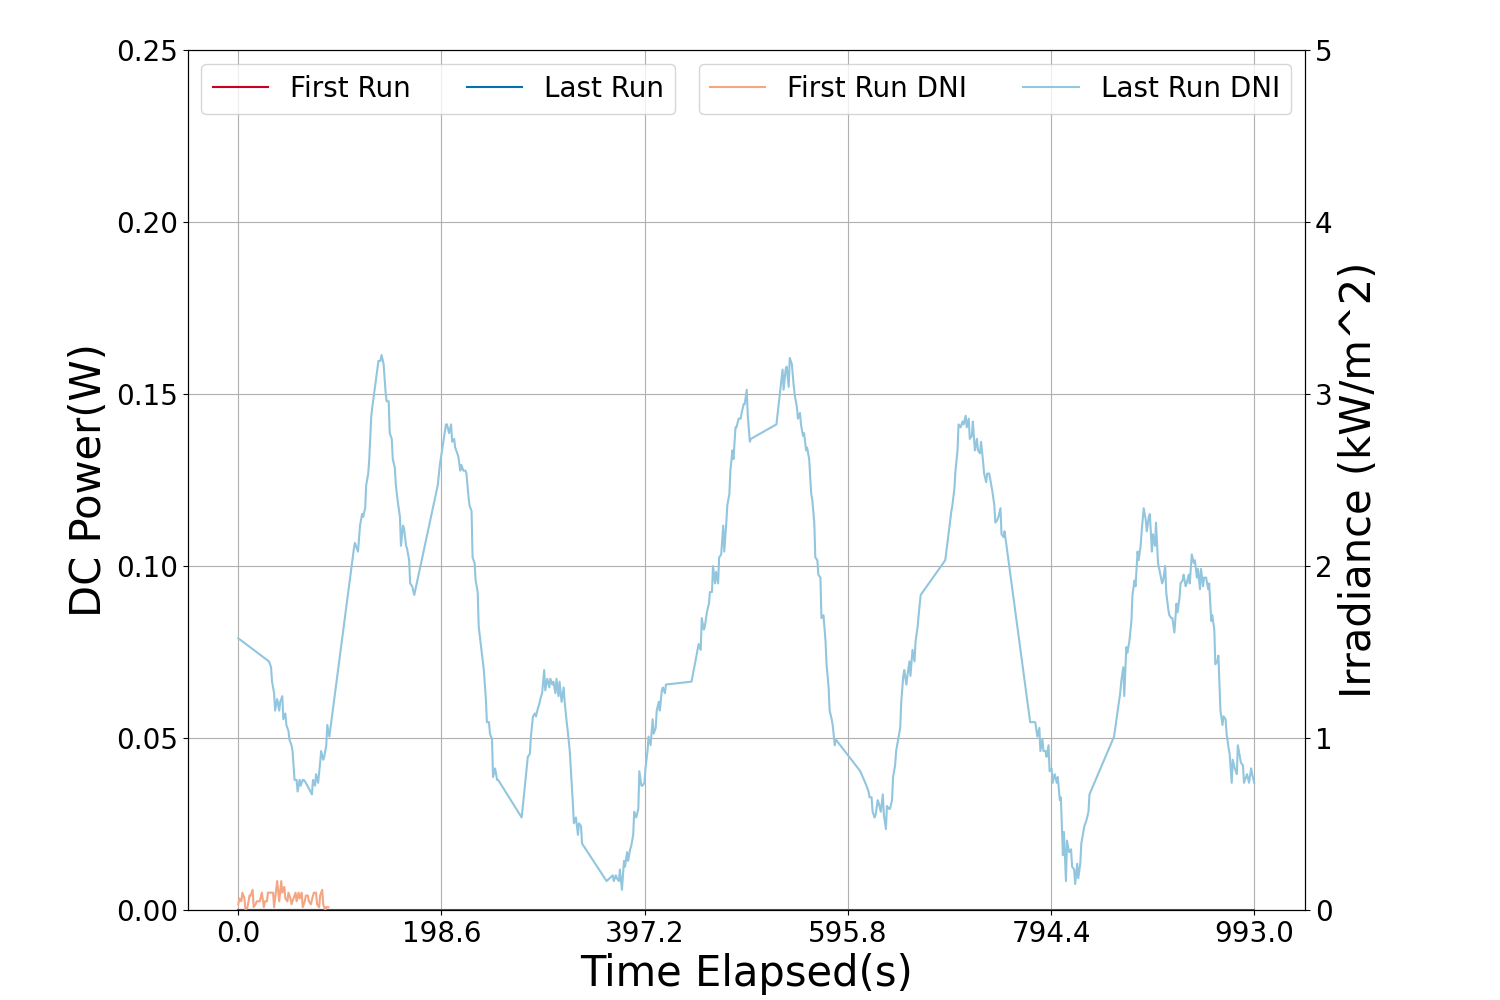 First Run
Last Run
First Run DNI
Last Run DNI
DC Power(W)
0.25
0.20
0.15
0.10
0.05
0.00
5
4
3
2
1
0
Irradiance (kW/m^2)
0.0
198.6
397.2
595.8
794.4
993.0
Time Elapsed(s)